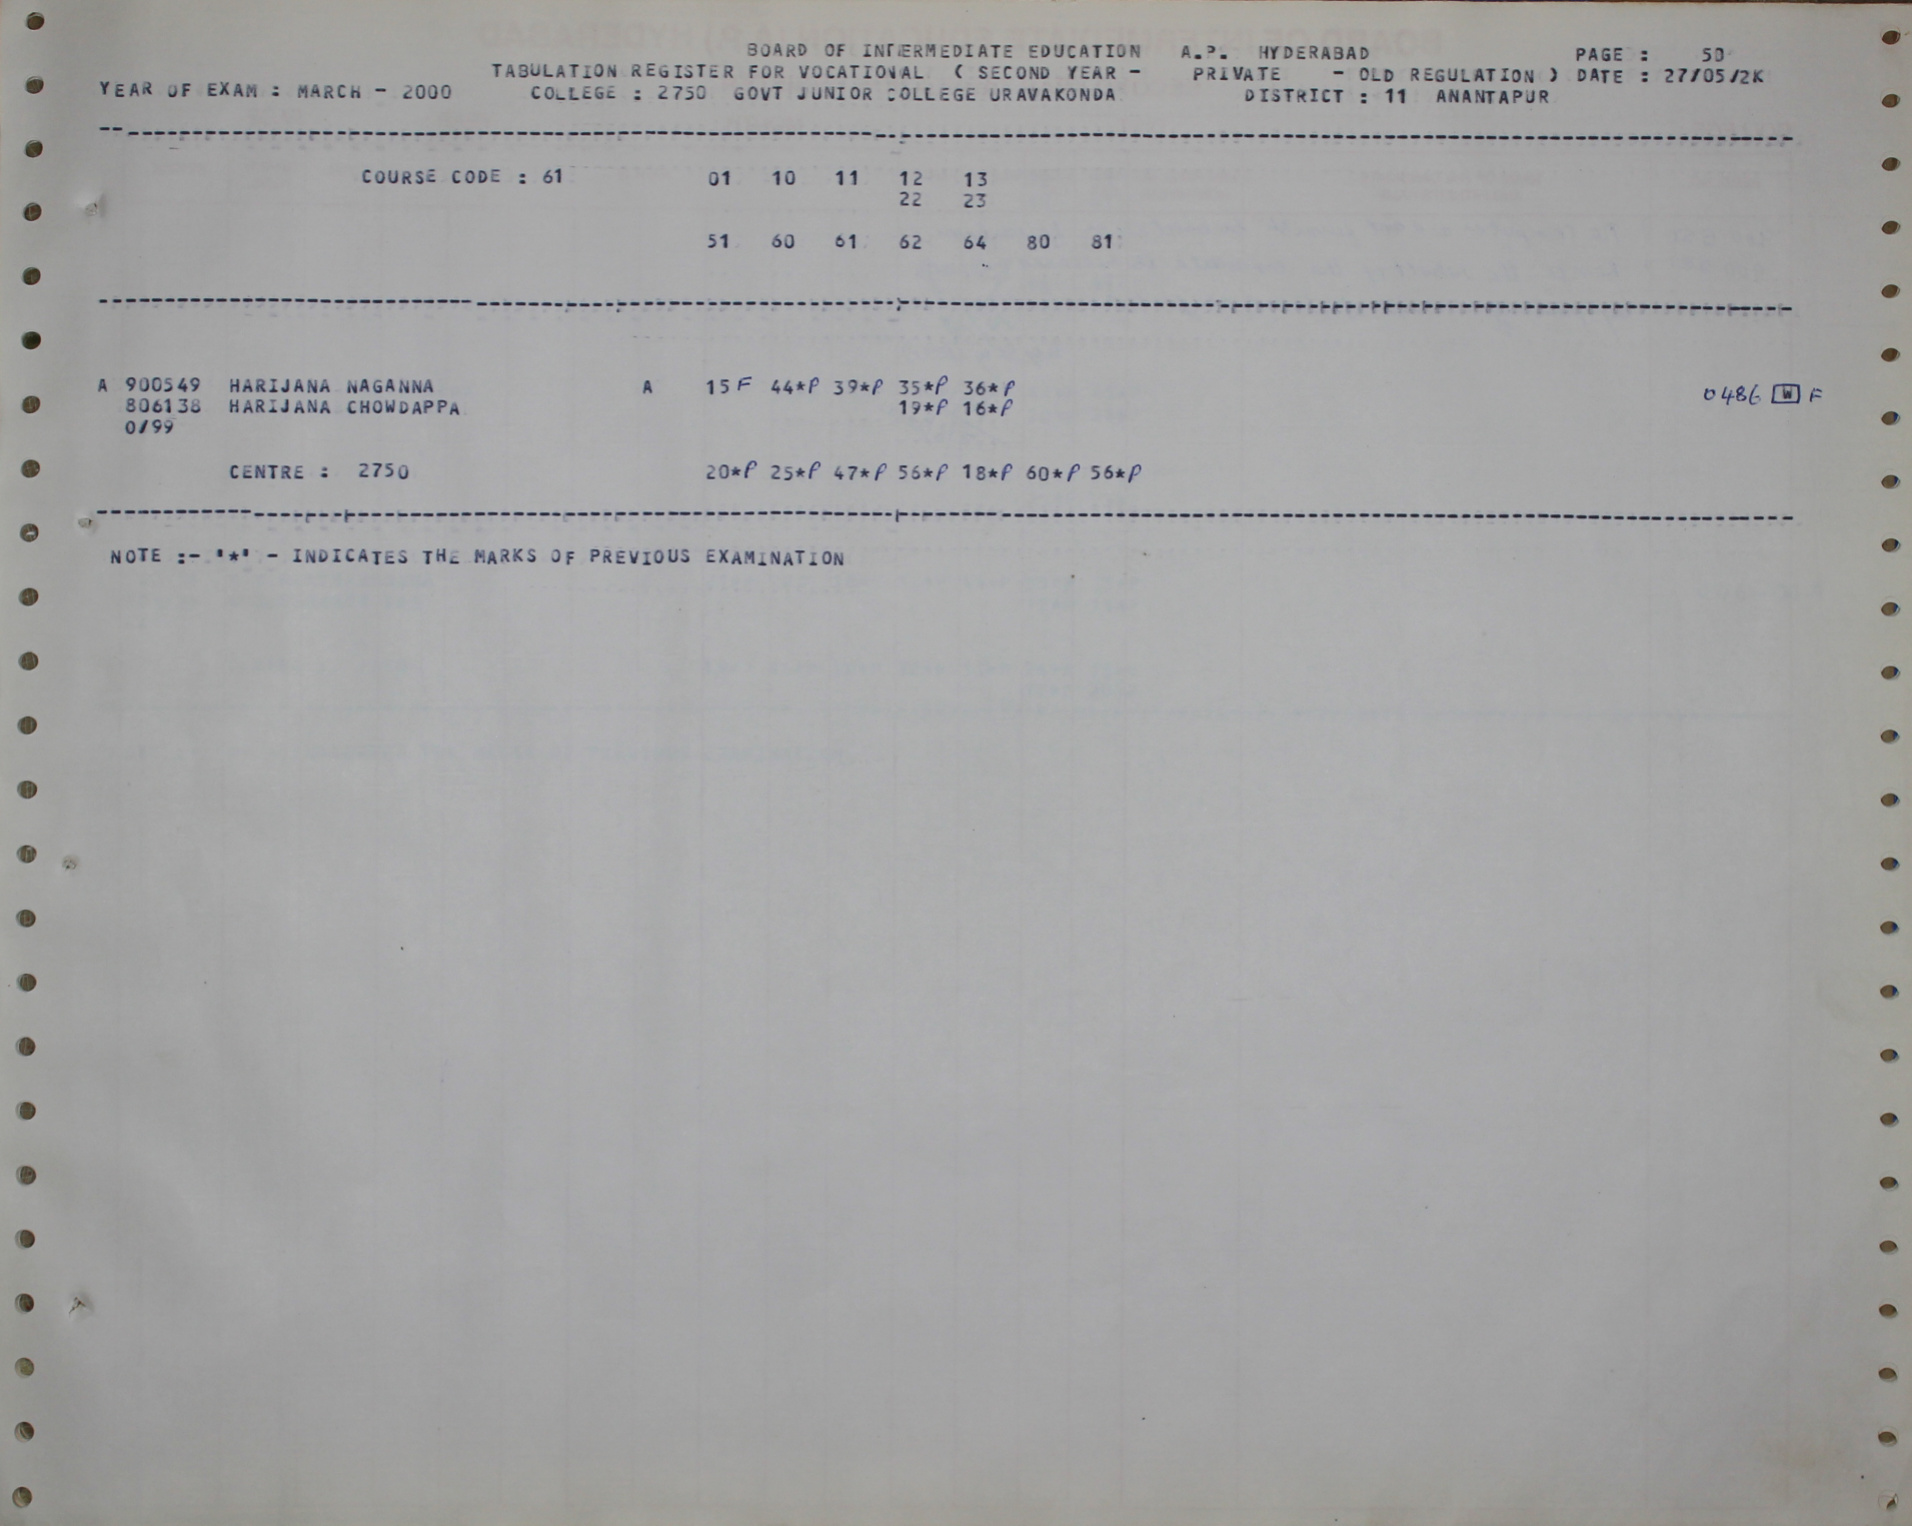 BOARD OF INTERMEDIATE EDUCATION A.P. HYDERABAD PAGE : 50
TABULATION REGISTER FOR VOCATIONAL ( SECOND YEAR - PRIVATE - OLD REGULATION ) DATE : 27/05/2K
YEAR OF EXAM : MARCH - 2000 COLLEGE : 2750 GOVT JUNIOR COLLEGE URAVAKONDA DISTRICT : 11 ANANTAPUR
COURSE CODE : 61 01 10 11 12 13
22 23
51 60 61 62 64 80 81
A 900549 HARIJANA NAGANNA A 15 F 44*P 39*P 35*P 36*P 0486 W F
806138 HARIJANA CHOWDAPPA 19*P 16*P
0/99
CENTRE : 2750 20*P 25*P 47*P 56*P 18*P 60*P 56*P
NOTE :- '*' - INDICATES THE MARKS OF PREVIOUS EXAMINATION